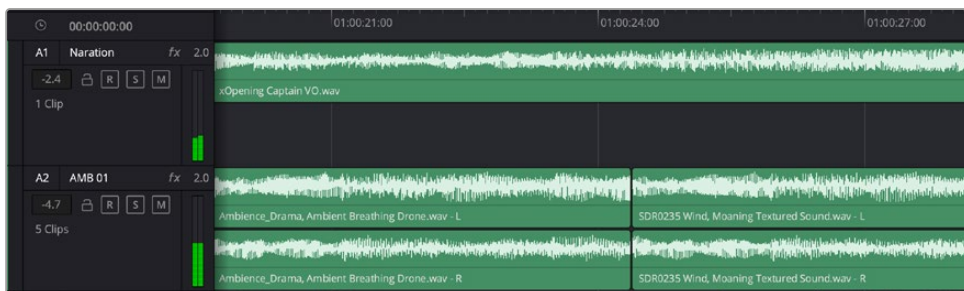 00:00:00:00 01:00:21:00 01:00:24:00 01:00:27:00
A1 Naration fx 2.0
-2.4 R S M
xOpening Captain VO.wav
1 Clip
A2 AMB 01 fx 2.0
-4.7 R S M
Ambience_Drama, Ambient Breathing Drone.wav - L SDR0235 Wind, Moaning Textured Sound.wav - L
5 Clips
Ambience_Drama, Ambient Breathing Drone.wav - R SDR0235 Wind, Moaning Textured Sound.wav - R